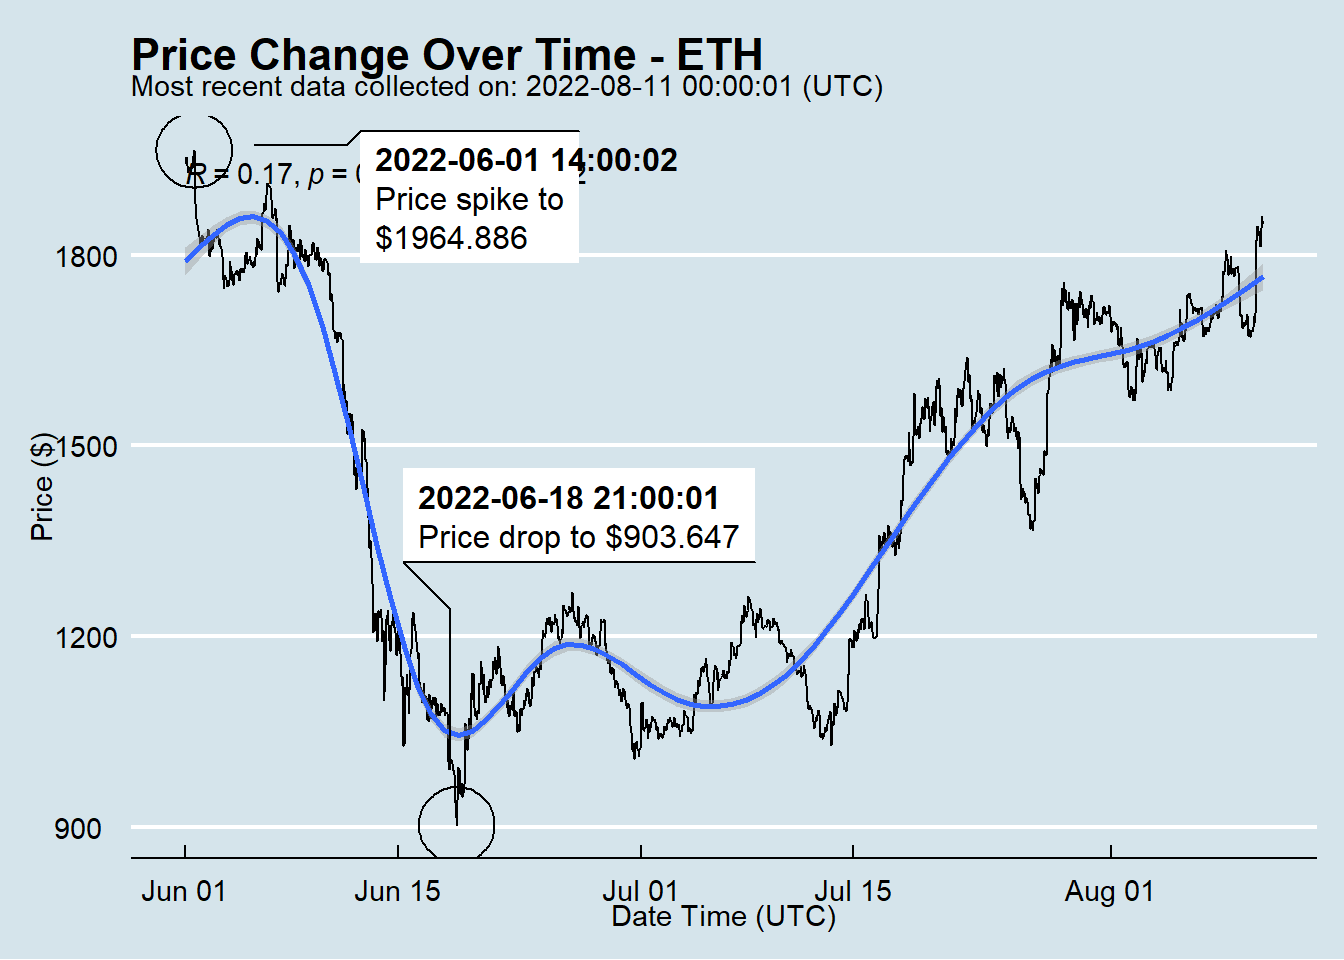 Price Change Over Time - ETH
Most recent data collected on: 2022-08-11 00:00:01 (UTC)
R = 0.17, p =
2022-06-01 14:00:02
Price spike to
$1964.886
1800
1500
1200
900
Price ($)
2022-06-18 21:00:01
Price drop to $903.647
Jun 01
Jun 15
Jul 01
Jul 15
Aug 01
Date Time (UTC)